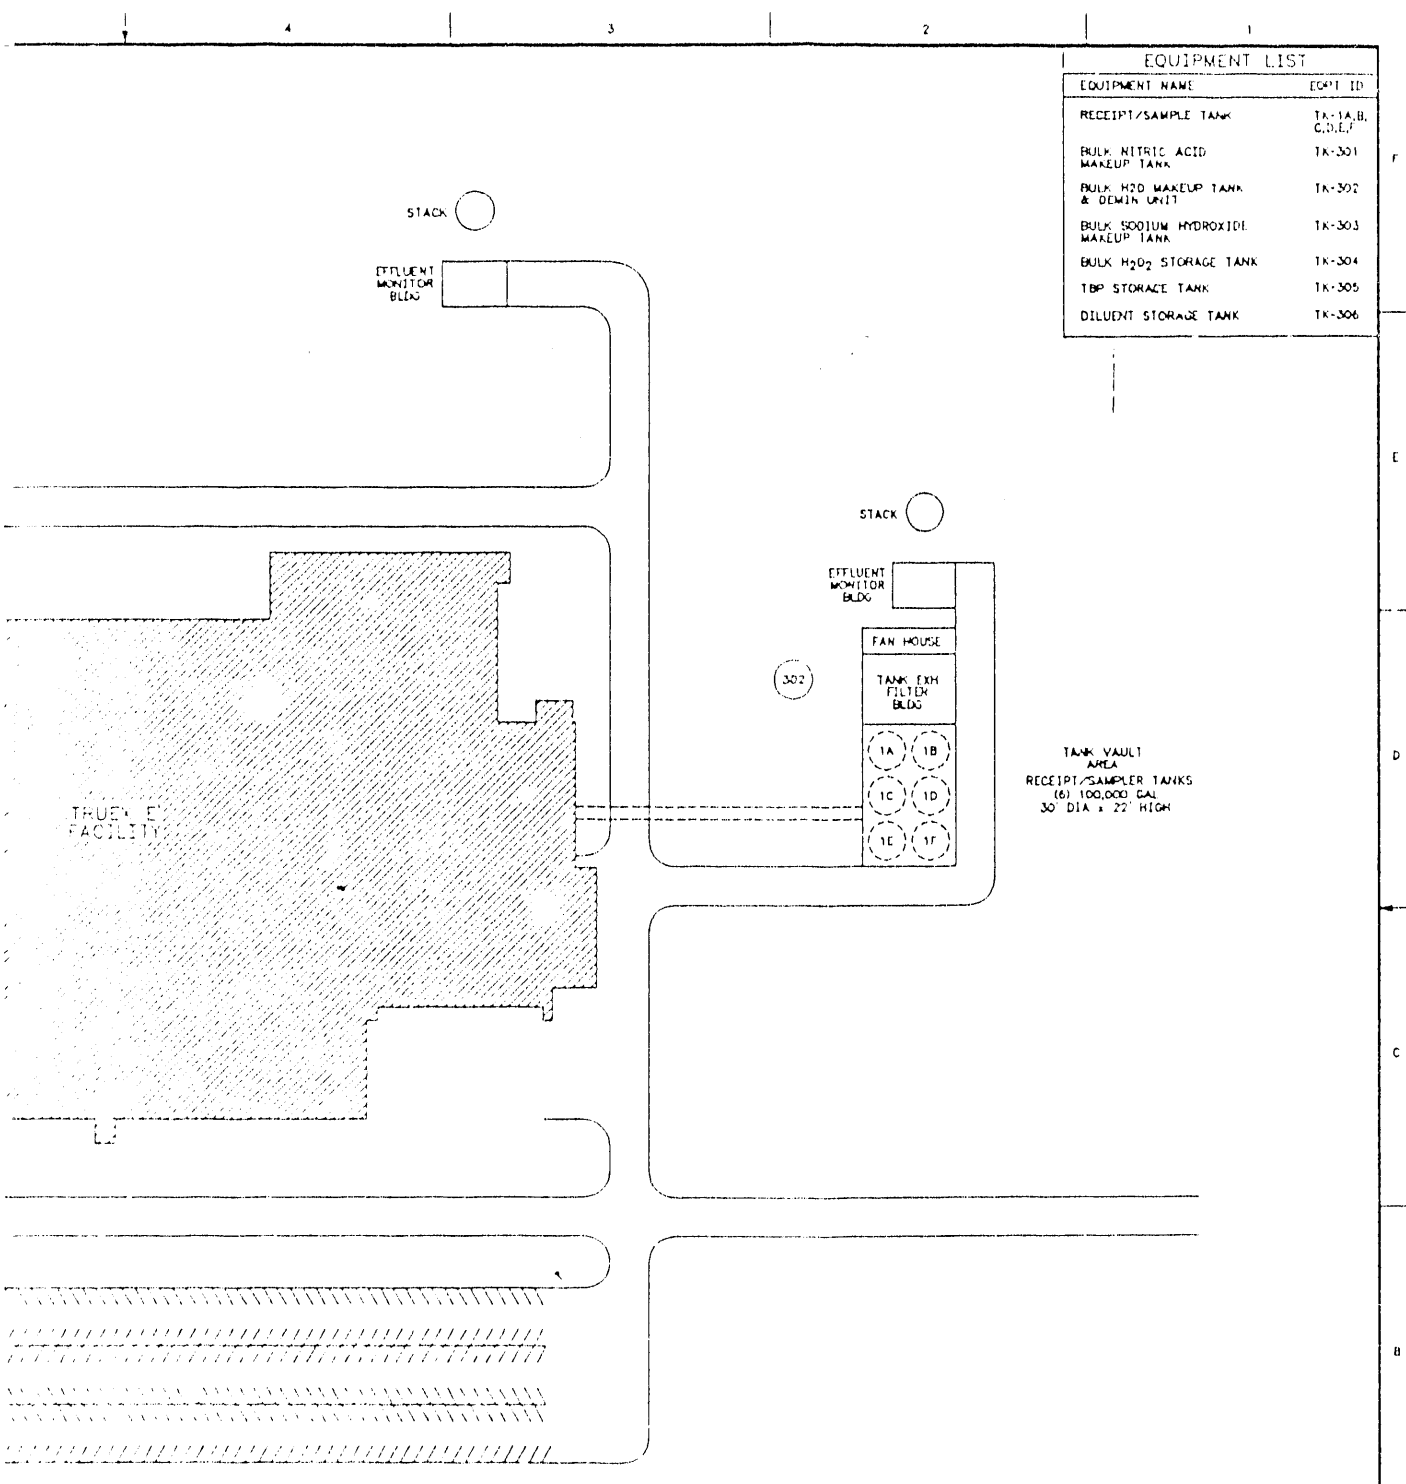 4 3 2 1
EQUIPMENT LIST
EQUIPMENT NAME EQPT ID
RECEIPT/SAMPLE TANK TK-1A,B,
C,D,E,F
BULK NITRIC ACID TK-301
MAKEUP TANK
BULK H2O MAKEUP TANK TK-302
& DEMIN UNIT
BULK SODIUM HYDROXIDE TK-303
MAKEUP TANK
BULK H2O2 STORAGE TANK TK-304
TBP STORAGE TANK TK-305
DILUENT STORAGE TANK TK-306
F
STACK
EFFLUENT
MONITOR
BLDG
E
STACK
EFFLUENT
MONITOR
BLDG
FAN HOUSE
302
TANK EXH
FILTER
BLDG
1A 1B
1C 1D
1E 1F
TANK VAULT
AREA
RECEIPT/SAMPLER TANKS
(6) 100,000 GAL
30' DIA x 22' HIGH
D
FACILITY
C
B